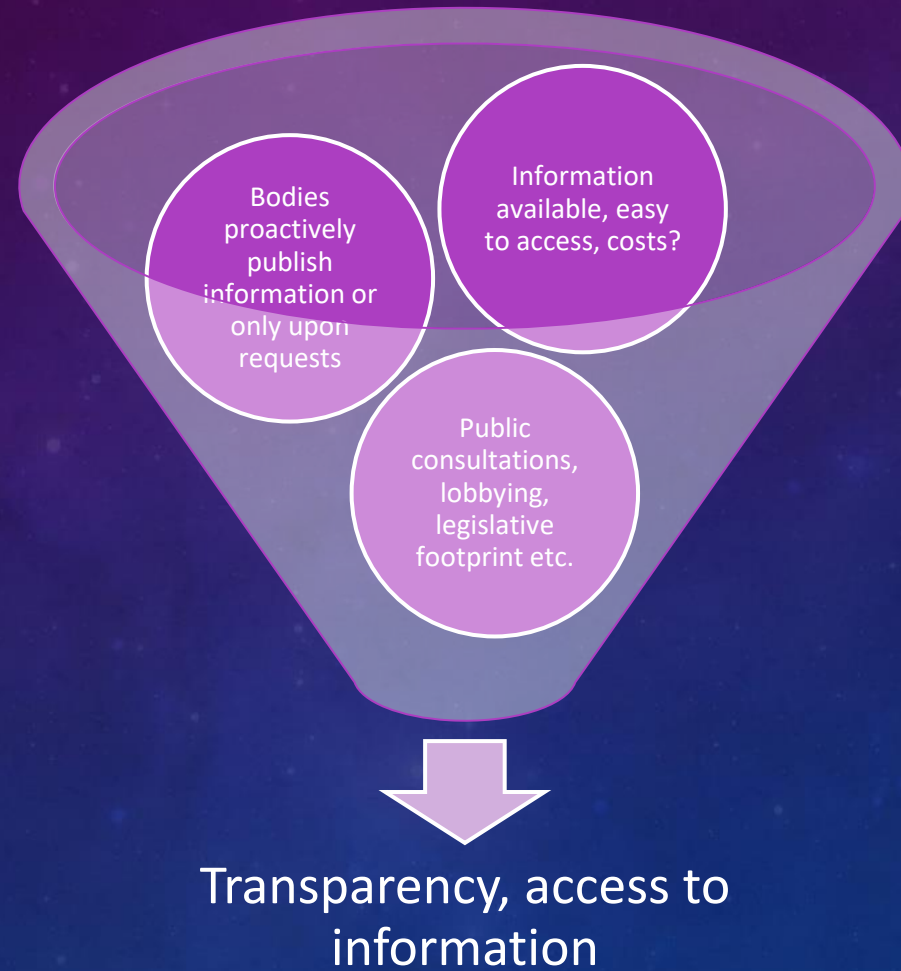 Bodies
proactively
publish
information or
only upon
requests
Information
available, easy
to access, costs?
Public
consultations,
lobbying,
legislative
footprint etc.
Transparency, access to
information